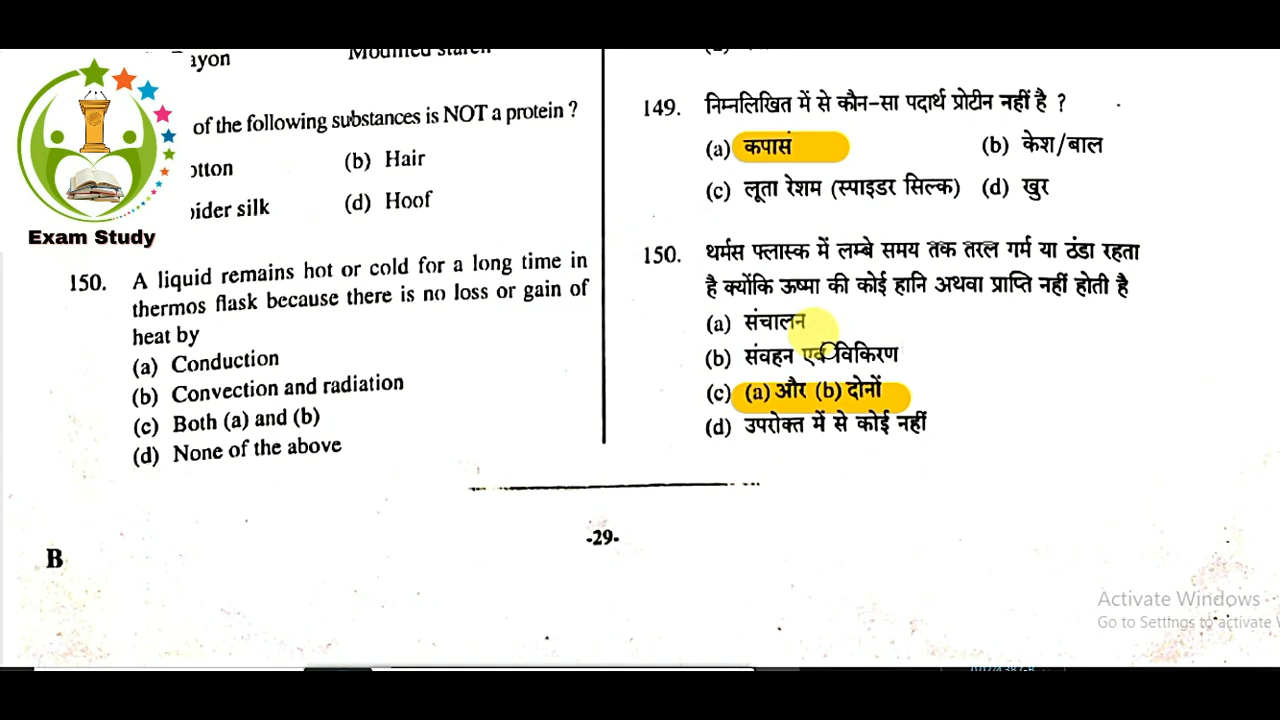 ayon
Modified starch
of the following substances is NOT a protein ?
otton
(b) Hair
pider silk
(d) Hoof
Exam Study
150. A liquid remains hot or cold for a long time in
thermos flask because there is no loss or gain of
heat by
(a) Conduction
(b) Convection and radiation
(c) Both (a) and (b)
(d) None of the above
149. निम्नलिखित में से कौन-सा पदार्थ प्रोटीन नहीं है ?
(a) कपास
(b) केश/बाल
(c) लूता रेशम (स्पाइडर सिल्क) (d) खुर
150. थर्मस फ्लास्क में लम्बे समय तक तरल गर्म या ठंडा रहता
है क्योंकि ऊष्मा की कोई हानि अथवा प्राप्ति नहीं होती है
(a) संचालन
(b) संवहन एवं विकिरण
(c) (a) और (b) दोनों
(d) उपरोक्त में से कोई नहीं
-29-
B
Activate Windows
Go to Settings to activate